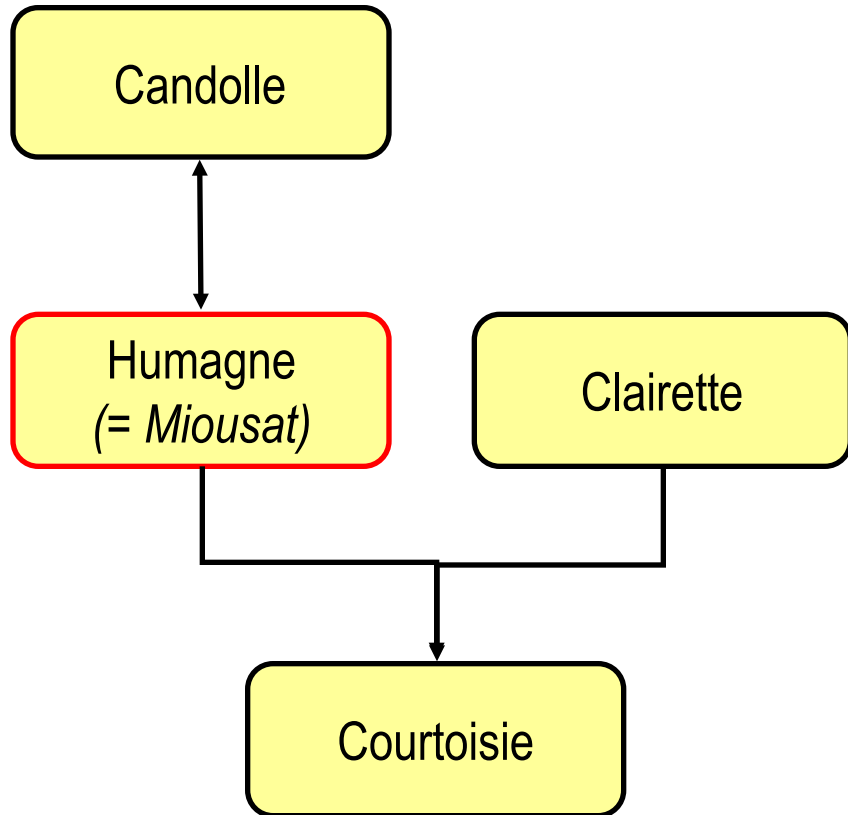 Candolle
Humagne
(= Miousat)
Clairette
Courtoisie